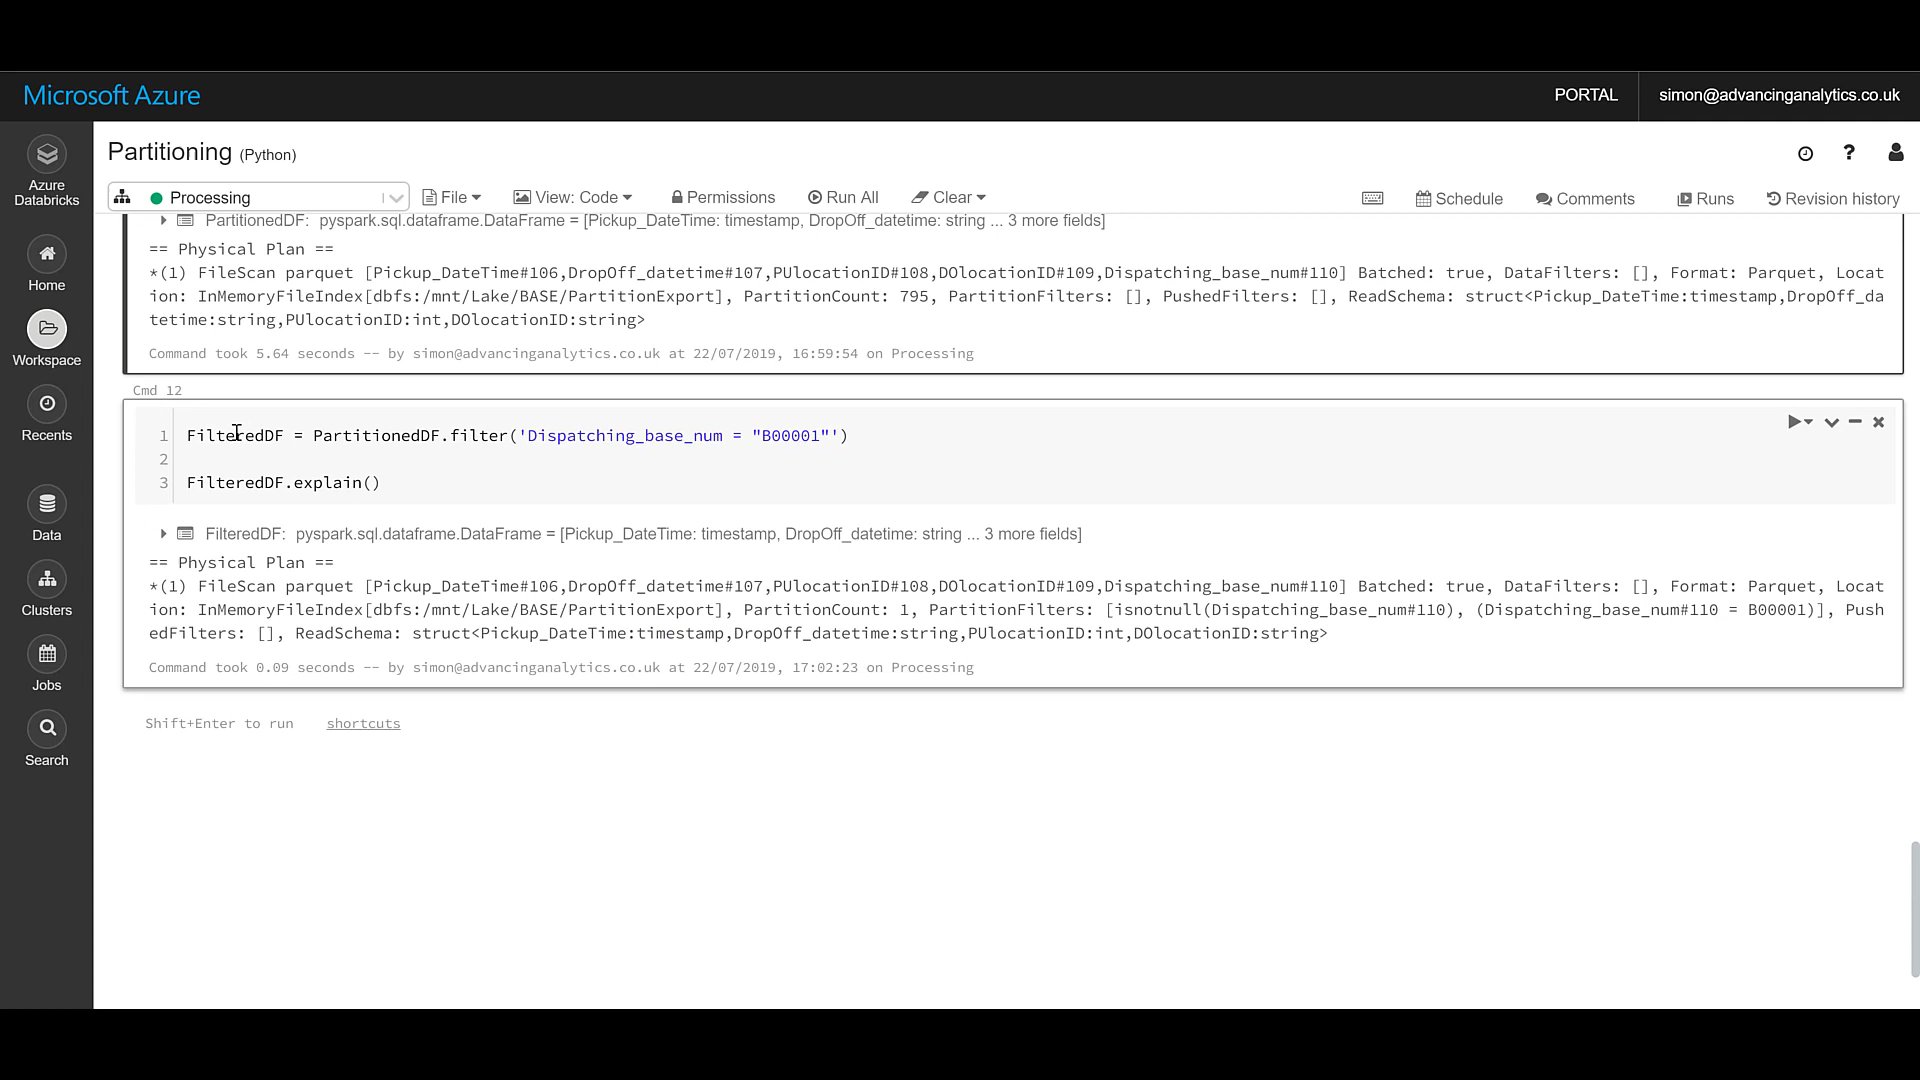 Microsoft Azure
PORTAL
simon@advancinganalytics.co.uk
Azure
Databricks
Home
Workspace
Recents
Data
Clusters
Jobs
Search
Partitioning (Python)
Processing
File
View: Code
Permissions
Run All
Clear
Schedule
Comments
Runs
Revision history
PartitionedDF: pyspark.sql.dataframe.DataFrame = [Pickup_DateTime: timestamp, DropOff_datetime: string ... 3 more fields]
== Physical Plan ==
*(1) FileScan parquet [Pickup_DateTime#106,DropOff_datetime#107,PUlocationID#108,DOlocationID#109,Dispatching_base_num#110] Batched: true, DataFilters: [], Format: Parquet, Locat
ion: InMemoryFileIndex[dbfs:/mnt/Lake/BASE/PartitionExport], PartitionCount: 795, PartitionFilters: [], PushedFilters: [], ReadSchema: struct<Pickup_DateTime:timestamp,DropOff_da
tetime:string,PUlocationID:int,DOlocationID:string>
Command took 5.64 seconds -- by simon@advancinganalytics.co.uk at 22/07/2019, 16:59:54 on Processing
Cmd 12
1 FilteredDF = PartitionedDF.filter('Dispatching_base_num = "B00001"')
2
3 FilteredDF.explain()
FilteredDF: pyspark.sql.dataframe.DataFrame = [Pickup_DateTime: timestamp, DropOff_datetime: string ... 3 more fields]
== Physical Plan ==
*(1) FileScan parquet [Pickup_DateTime#106,DropOff_datetime#107,PUlocationID#108,DOlocationID#109,Dispatching_base_num#110] Batched: true, DataFilters: [], Format: Parquet, Locat
ion: InMemoryFileIndex[dbfs:/mnt/Lake/BASE/PartitionExport], PartitionCount: 1, PartitionFilters: [isnotnull(Dispatching_base_num#110), (Dispatching_base_num#110 = B00001)], Push
edFilters: [], ReadSchema: struct<Pickup_DateTime:timestamp,DropOff_datetime:string,PUlocationID:int,DOlocationID:string>
Command took 0.09 seconds -- by simon@advancinganalytics.co.uk at 22/07/2019, 17:02:23 on Processing
Shift+Enter to run shortcuts